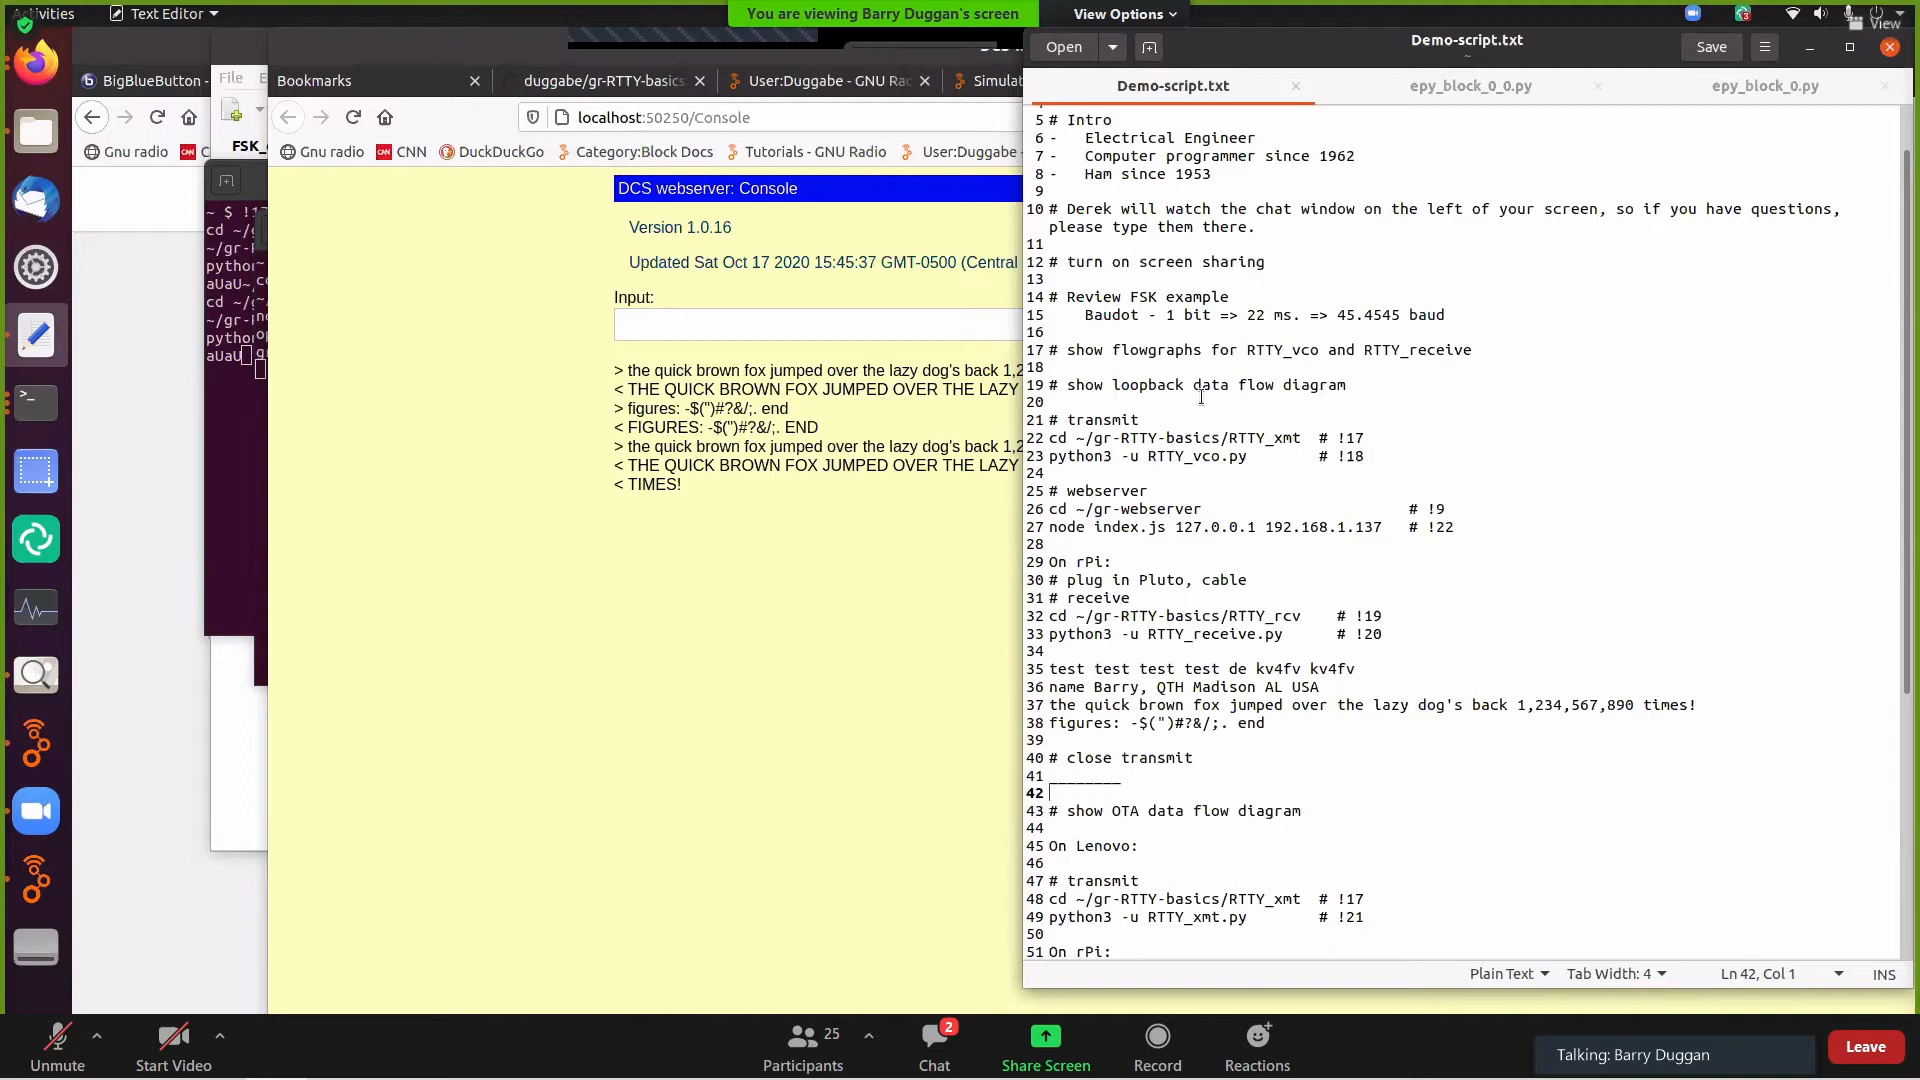 Activities
Text Editor
You are viewing Barry Duggan's screen
View Options
View
Open
Demo-script.txt
Save
BigBlueButton
File
Bookmarks
duggabe/gr-RTTY-basics
User:Duggabe - GNU Ra
Simulat
Demo-script.txt
epy_block_0_0.py
epy_block_0.py
localhost:50250/Console
Gnu radio
CNN
FSK_
Gnu radio
CNN
DuckDuckGo
Category:Block Docs
Tutorials - GNU Radio
User:Duggabe
~ $ !17
cd ~/g
~/gr-
python
aUaU~
cd ~/g
~/gr-
pytho
aUaU
DCS webserver: Console
Version 1.0.16
Updated Sat Oct 17 2020 15:45:37 GMT-0500 (Central
Input:
> the quick brown fox jumped over the lazy dog's back 1,2
< THE QUICK BROWN FOX JUMPED OVER THE LAZY
> figures: -$(")#?&/;. end
< FIGURES: -$(")#?&/;. END
> the quick brown fox jumped over the lazy dog's back 1,2
< THE QUICK BROWN FOX JUMPED OVER THE LAZY
< TIMES!
5 # Intro
6 - Electrical Engineer
7 - Computer programmer since 1962
8 - Ham since 1953
9
10 # Derek will watch the chat window on the left of your screen, so if you have questions,
please type them there.
11
12 # turn on screen sharing
13
14 # Review FSK example
15 Baudot - 1 bit => 22 ms. => 45.4545 baud
16
17 # show flowgraphs for RTTY_vco and RTTY_receive
18
19 # show loopback data flow diagram
20
21 # transmit
22 cd ~/gr-RTTY-basics/RTTY_xmt # !17
23 python3 -u RTTY_vco.py # !18
24
25 # webserver
26 cd ~/gr-webserver # !9
27 node index.js 127.0.0.1 192.168.1.137 # !22
28
29 On rPi:
30 # plug in Pluto, cable
31 # receive
32 cd ~/gr-RTTY-basics/RTTY_rcv # !19
33 python3 -u RTTY_receive.py # !20
34
35 test test test test de kv4fv kv4fv
36 name Barry, QTH Madison AL USA
37 the quick brown fox jumped over the lazy dog's back 1,234,567,890 times!
38 figures: -$(")#?&/;. end
39
40 # close transmit
41 ________
42
43 # show OTA data flow diagram
44
45 On Lenovo:
46
47 # transmit
48 cd ~/gr-RTTY-basics/RTTY_xmt # !17
49 python3 -u RTTY_xmt.py # !21
50
51 On rPi:
Plain Text
Tab Width: 4
Ln 42, Col 1
INS
Unmute
Start Video
25
Participants
2
Chat
Share Screen
Record
Reactions
Talking: Barry Duggan
Leave